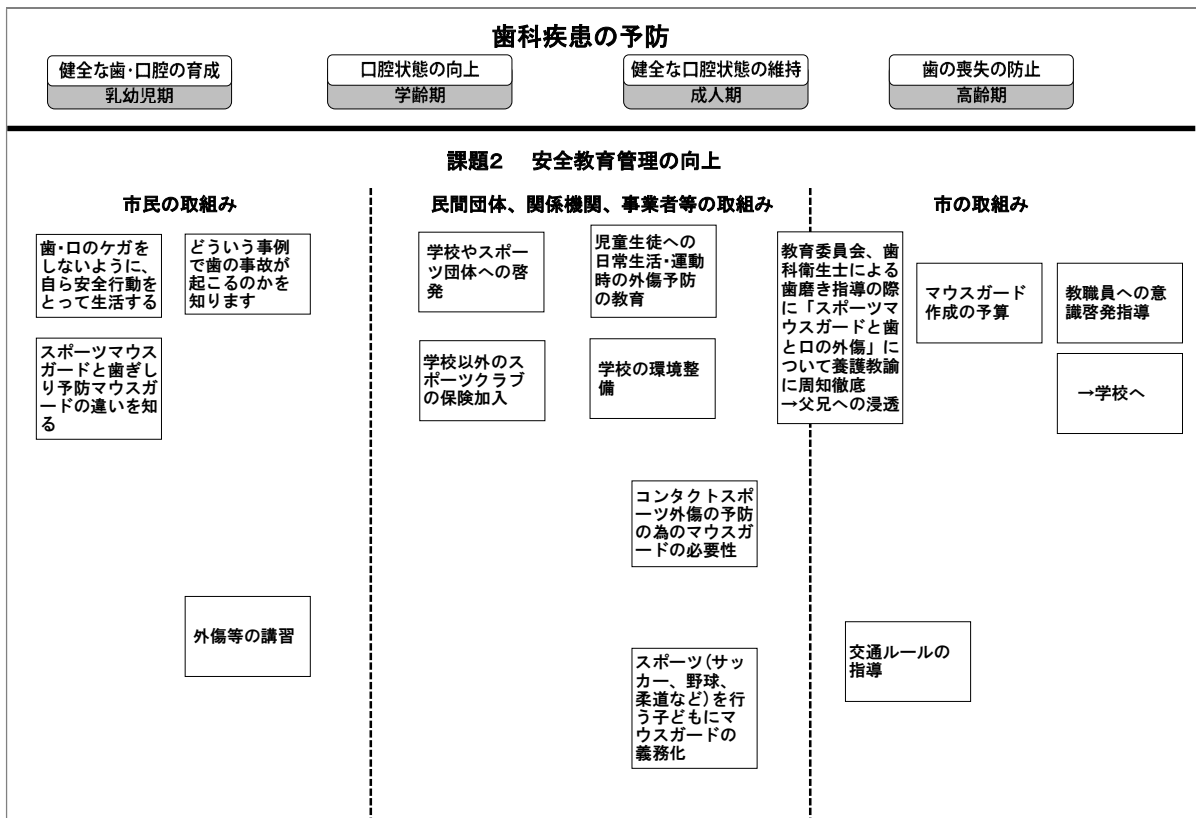 歯科疾患の予防
健全な歯・口腔の育成
乳幼児期
口腔状態の向上
学齢期
健全な口腔状態の維持
成人期
歯の喪失の防止
高齢期
課題2　安全教育管理の向上
市民の取組み
歯・口のケガを
しないように、
自ら安全行動を
とって生活する
どういう事例
で歯の事故が
起こるのかを
知ります
スポーツマウス
ガードと歯ぎし
り予防マウスガ
ードの違いを知
る
外傷等の講習
民間団体、関係機関、事業者等の取組み
学校やスポー
ツ団体への啓
発
児童生徒への
日常生活・運動
時の外傷予防
の教育
学校以外のス
ポーツクラブ
の保険加入
学校の環境整
備
コンタクトスポ
ーツ外傷の予防
の為のマウスガ
ードの必要性
スポーツ(サッ
カー、野球、
柔道など)を行
う子どもにマ
ウスガードの
義務化
市の取組み
教育委員会、歯
科衛生士による
歯磨き指導の際
に「スポーツマ
ウスガードと歯
と口の外傷」に
ついて養護教諭
に周知徹底
→父兄への浸透
マウスガード
作成の予算
教職員への意
識啓発指導
→学校へ
交通ルールの
指導